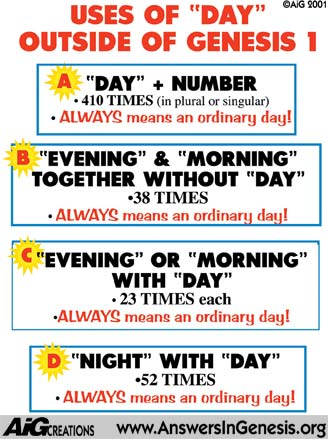 ©AiG 2001
USES OF "DAY"
OUTSIDE OF GENESIS 1
A "DAY" + NUMBER
• 410 TIMES (in plural or singular)
• ALWAYS means an ordinary day!
B "EVENING" & "MORNING"
TOGETHER WITHOUT "DAY"
•38 TIMES
• ALWAYS means an ordinary day!
C "EVENING" OR "MORNING"
WITH "DAY"
• 23 TIMES each
•ALWAYS means an ordinary day!
D "NIGHT" WITH "DAY"
•52 TIMES
• ALWAYS means an ordinary day!
AiG CREATIONS www.AnswersInGenesis.org